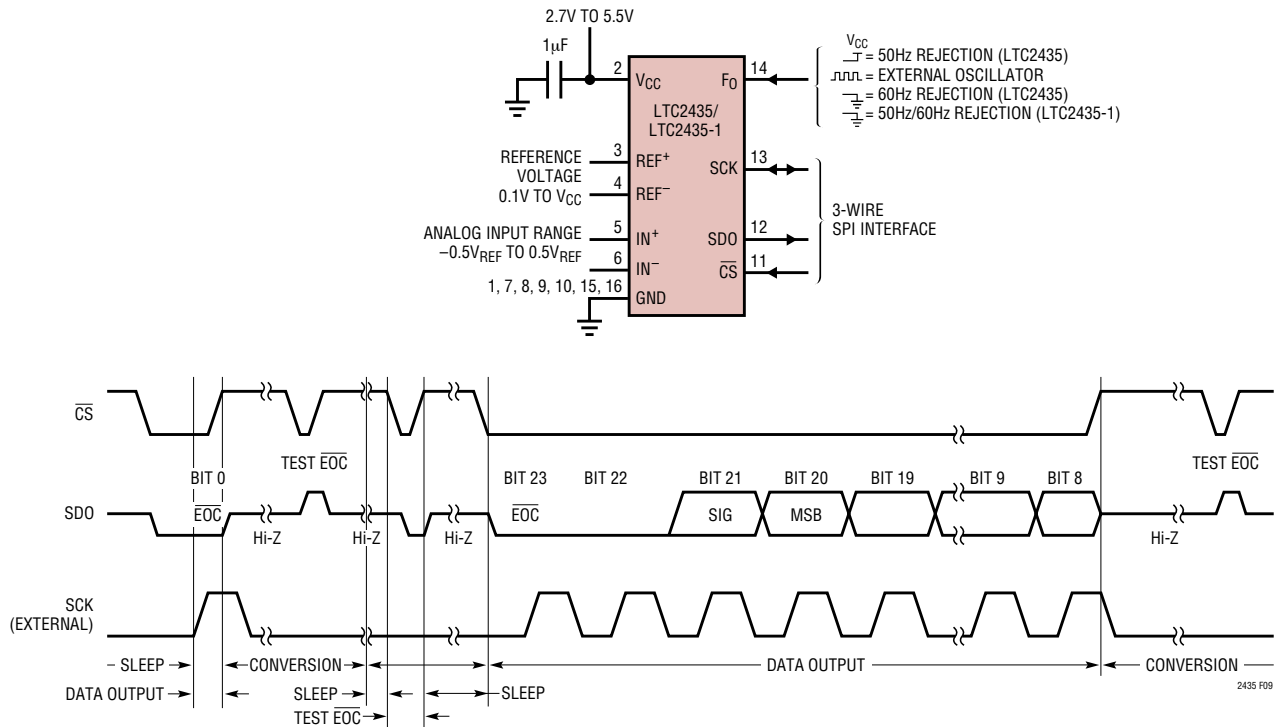 2.7V TO 5.5V
1µF
2
VCC
LTC2435/
LTC2435-1
FO
14
VCC
= 50Hz REJECTION (LTC2435)
= EXTERNAL OSCILLATOR
= 60Hz REJECTION (LTC2435)
= 50Hz/60Hz REJECTION (LTC2435-1)
REFERENCE
VOLTAGE
0.1V TO VCC
3
REF+
4
REF−
SCK
13
ANALOG INPUT RANGE
−0.5VREF TO 0.5VREF
5
IN+
6
IN−
SDO
12
CS
11
3-WIRE
SPI INTERFACE
1, 7, 8, 9, 10, 15, 16
GND
CS
TEST EOC
TEST EOC
BIT 0
BIT 23
BIT 22
BIT 21
BIT 20
BIT 19
BIT 9
BIT 8
SDO
EOC
EOC
SIG
MSB
Hi-Z
Hi-Z
Hi-Z
Hi-Z
SCK
(EXTERNAL)
SLEEP
CONVERSION
DATA OUTPUT
CONVERSION
DATA OUTPUT
SLEEP
SLEEP
TEST EOC
2435 F09